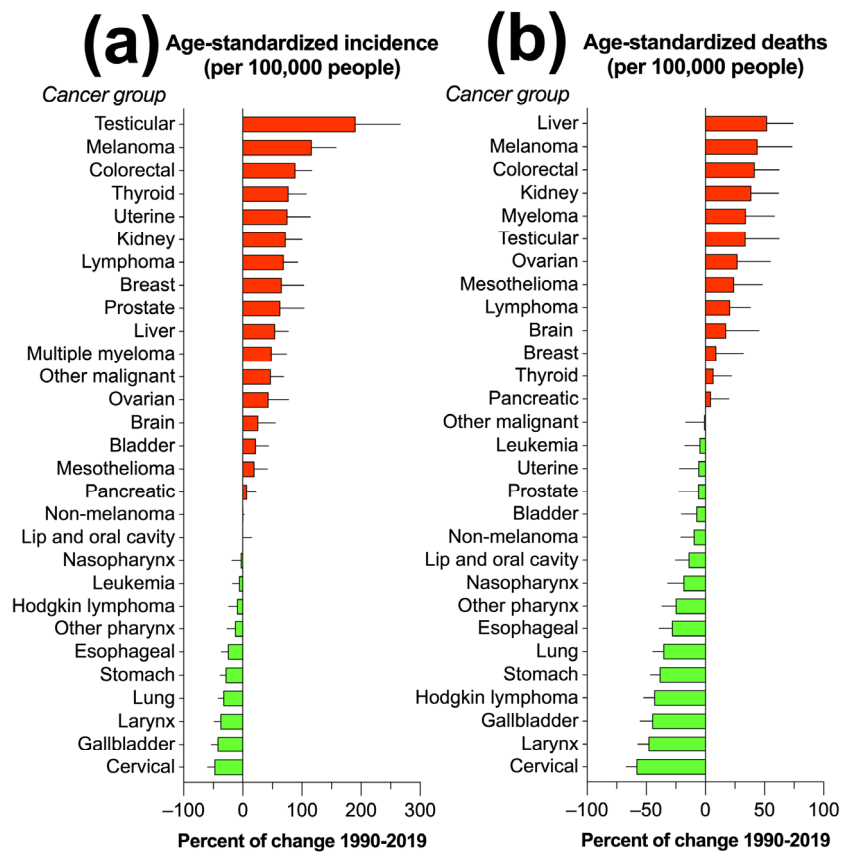 (a) Age-standardized incidence
(per 100,000 people)
Cancer group
Testicular
Melanoma
Colorectal
Thyroid
Uterine
Kidney
Lymphoma
Breast
Prostate
Liver
Multiple myeloma
Other malignant
Ovarian
Brain
Bladder
Mesothelioma
Pancreatic
Non-melanoma
Lip and oral cavity
Nasopharynx
Leukemia
Hodgkin lymphoma
Other pharynx
Esophageal
Stomach
Lung
Larynx
Gallbladder
Cervical
−100 0 100 200 300
Percent of change 1990-2019
(b) Age-standardized deaths
(per 100,000 people)
Cancer group
Liver
Melanoma
Colorectal
Kidney
Myeloma
Testicular
Ovarian
Mesothelioma
Lymphoma
Brain
Breast
Thyroid
Pancreatic
Other malignant
Leukemia
Uterine
Prostate
Bladder
Non-melanoma
Lip and oral cavity
Nasopharynx
Other pharynx
Esophageal
Lung
Stomach
Hodgkin lymphoma
Gallbladder
Larynx
Cervical
−100 −50 0 50 100
Percent of change 1990-2019